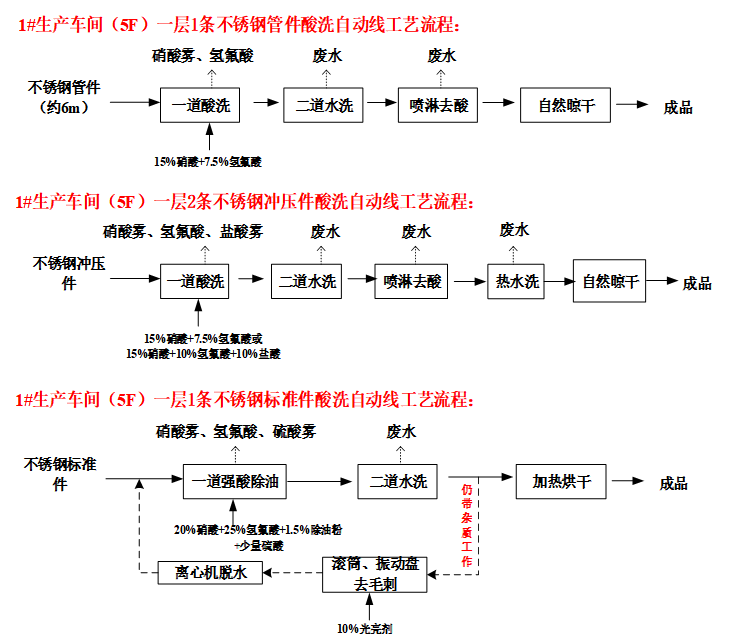 1#生产车间（5F）一层1条不锈钢管件酸洗自动线工艺流程：
硝酸雾、氢氟酸
废水
废水
不锈钢管件
（约6m）
一道酸洗
二道水洗
喷淋去酸
自然晾干
成品
15%硝酸+7.5%氢氟酸
1#生产车间（5F）一层2条不锈钢冲压件酸洗自动线工艺流程：
硝酸雾、氢氟酸、盐酸雾
废水
废水
废水
不锈钢冲压
件
一道酸洗
二道水洗
喷淋去酸
热水洗
自然晾干
成品
15%硝酸+7.5%氢氟酸或
15%硝酸+10%氢氟酸+10%盐酸
1#生产车间（5F）一层1条不锈钢标准件酸洗自动线工艺流程：
硝酸雾、氢氟酸、硫酸雾
废水
不锈钢标准
件
一道强酸除油
二道水洗
加热烘干
成品
仍带杂质工作
20%硝酸+25%氢氟酸+1.5%除油粉
+少量硫酸
离心机脱水
滚筒、振动盘
去毛刺
10%光亮剂